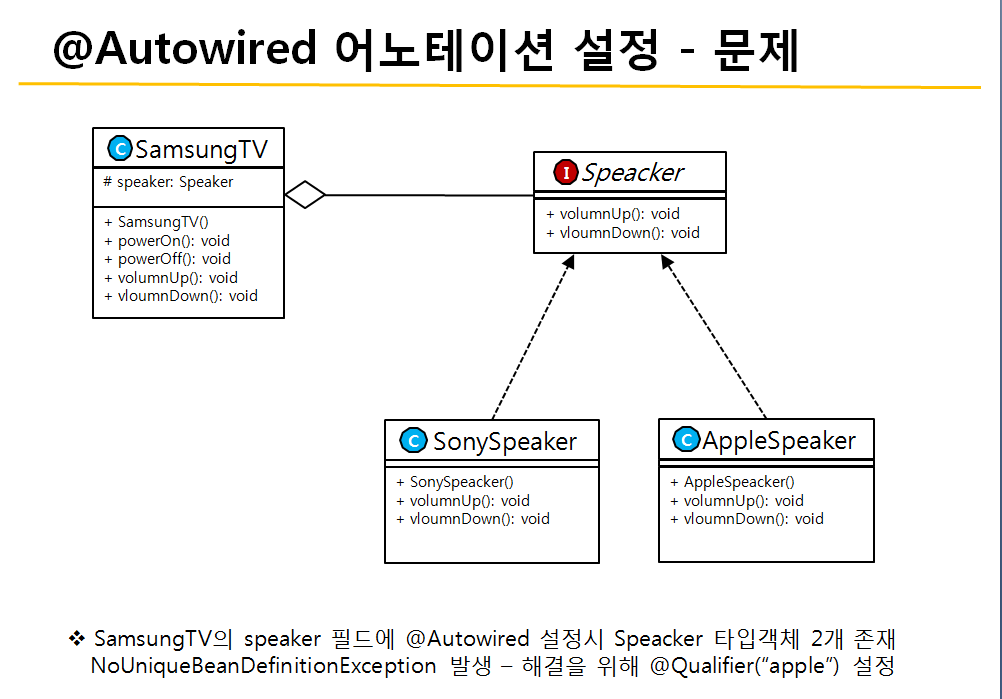 @Autowired 어노테이션 설정 - 문제
C SamsungTV
# speaker: Speaker
+ SamsungTV()
+ powerOn(): void
+ powerOff(): void
+ volumnUp(): void
+ vloumnDown(): void
I Speacker
+ volumnUp(): void
+ vloumnDown(): void
C SonySpeaker
+ SonySpeacker()
+ volumnUp(): void
+ vloumnDown(): void
C AppleSpeaker
+ AppleSpeacker()
+ volumnUp(): void
+ vloumnDown(): void
❖ SamsungTV의 speaker 필드에 @Autowired 설정시 Speacker 타입객체 2개 존재
NoUniqueBeanDefinitionException 발생 – 해결을 위해 @Qualifier(“apple”) 설정